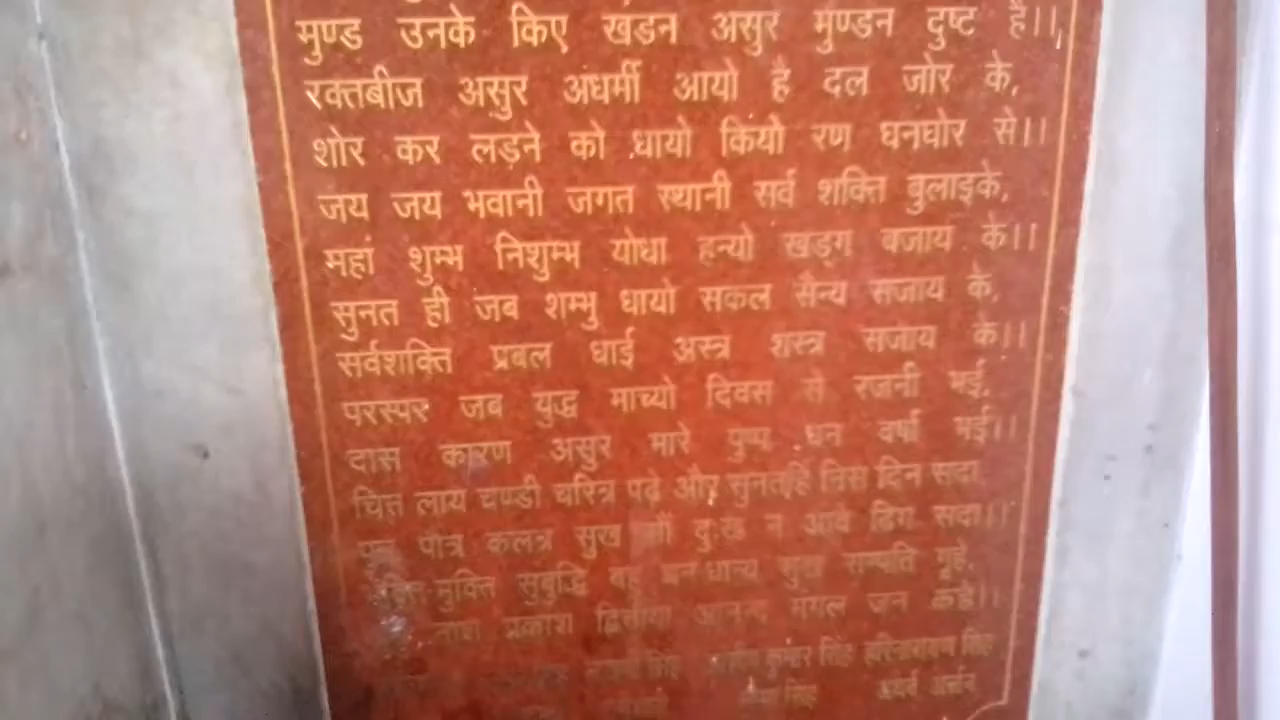 मुण्ड उनके किए खडन असुर मुण्डन दुष्ट है।।,
रक्तबीज असुर अधर्मी आयो है दल जोर के,
शोर कर लड़ने को धायो कियो रण घनघोर से।।
जय जय भवानी जगत स्थानी सर्व शक्ति बुलाइके,
महां शुम्भ निशुम्भ योधा हन्यो खड्ग बजाय के।।
सुनत ही जब शम्भु धायो सकल सैन्य सजाय के,
सर्वशक्ति प्रबल धाई अस्त्र शस्त्र सजाय के।।
परस्पर जब युद्ध माच्यो दिवस से रजनी भई,
दास कारण असुर मारे पुष्प धन वर्षा भई।।
चित्त लाय चण्डी चरित्र पढ़े और सुनतहि निस दिन सदा
पौत्र कलत्र सुख दुःख न आवे ढिग सदा।।
मुक्ति सुबुद्धि बहु धन धान्य सुख सम्पति गृहे,
प्रकाश द्वितीया आनन्द मंगल जन कहे।।
सिंह कुमार सिंह हरिनारायण सिंह
सिंह